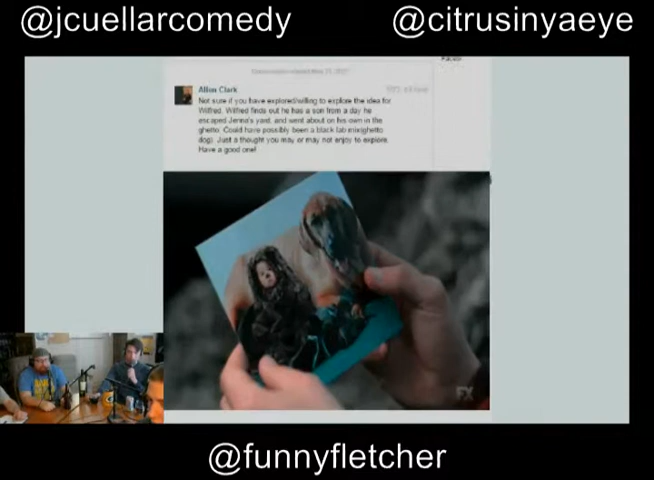 @jcuellarcomedy
@citrusinyaeye
Allen Clark
Not sure if you have explored/willing to explore the idea for
Wilfred. Wilfred finds out he has a son from a day he
escaped Jenna's yard, and went about on his own in the
ghetto. Could have possibly been a black lab mix(ghetto
dog). Just a thought you may or may not enjoy to explore.
Have a good one!
FX
@funnyfletcher